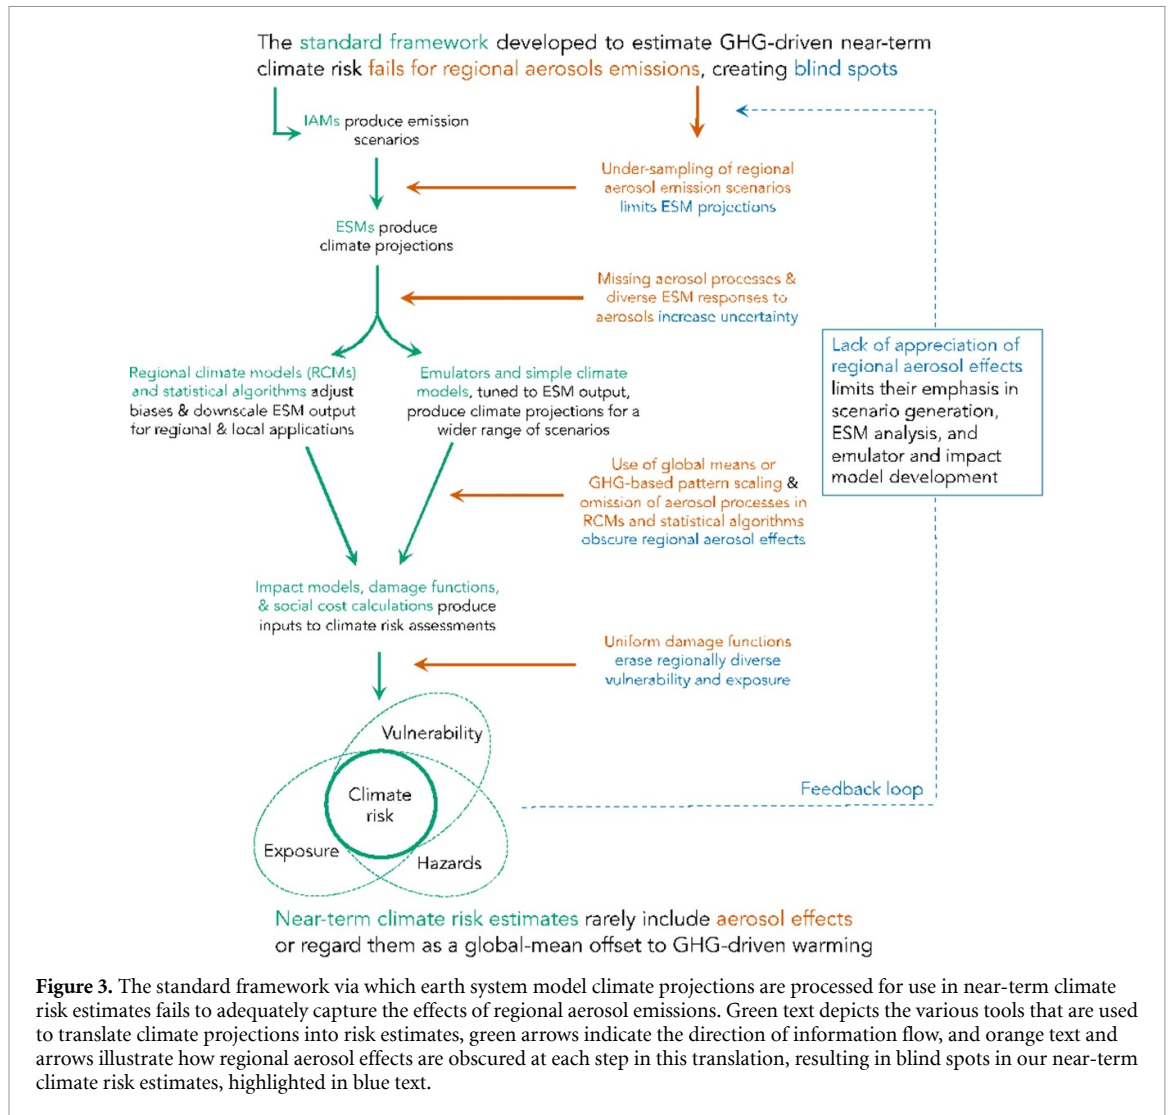 The standard framework developed to estimate GHG-driven near-term
climate risk fails for regional aerosols emissions, creating blind spots
IAMs produce emission
scenarios
Under-sampling of regional
aerosol emission scenarios
limits ESM projections
ESMs produce
climate projections
Missing aerosol processes &
diverse ESM responses to
aerosols increase uncertainty
Lack of appreciation of
regional aerosol effects
limits their emphasis in
scenario generation,
ESM analysis, and
emulator and impact
model development
Regional climate models (RCMs)
and statistical algorithms adjust
biases & downscale ESM output
for regional & local applications
Emulators and simple climate
models, tuned to ESM output,
produce climate projections for a
wider range of scenarios
Use of global means or
GHG-based pattern scaling &
omission of aerosol processes in
RCMs and statistical algorithms
obscure regional aerosol effects
Impact models, damage functions,
& social cost calculations produce
inputs to climate risk assessments
Uniform damage functions
erase regionally diverse
vulnerability and exposure
Vulnerability
Climate
risk
Exposure
Hazards
Feedback loop
Near-term climate risk estimates rarely include aerosol effects
or regard them as a global-mean offset to GHG-driven warming
Figure 3. The standard framework via which earth system model climate projections are processed for use in near-term climate
risk estimates fails to adequately capture the effects of regional aerosol emissions. Green text depicts the various tools that are used
to translate climate projections into risk estimates, green arrows indicate the direction of information flow, and orange text and
arrows illustrate how regional aerosol effects are obscured at each step in this translation, resulting in blind spots in our near-term
climate risk estimates, highlighted in blue text.